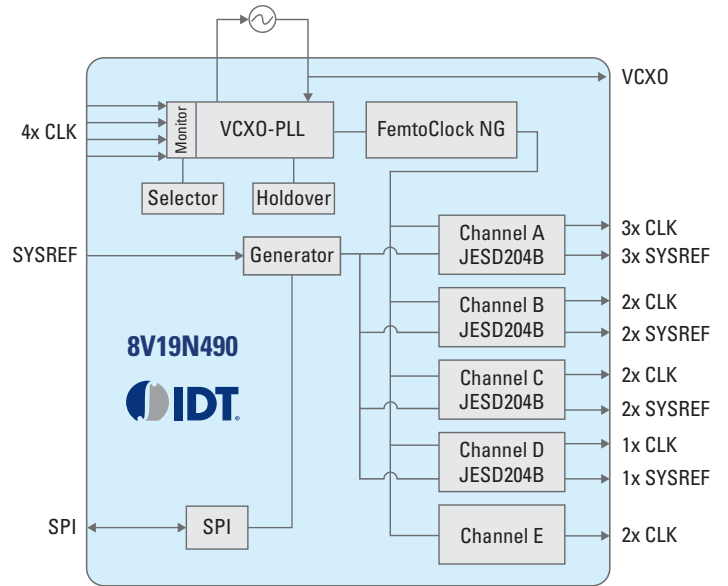 VCXO
4x CLK
Monitor
VCXO-PLL
FemtoClock NG
Selector
Holdover
SYSREF
Generator
Channel A
JESD204B
3x CLK
3x SYSREF
Channel B
JESD204B
2x CLK
2x SYSREF
8V19N490
IDT.
Channel C
JESD204B
2x CLK
2x SYSREF
Channel D
JESD204B
1x CLK
1x SYSREF
SPI
SPI
Channel E
2x CLK